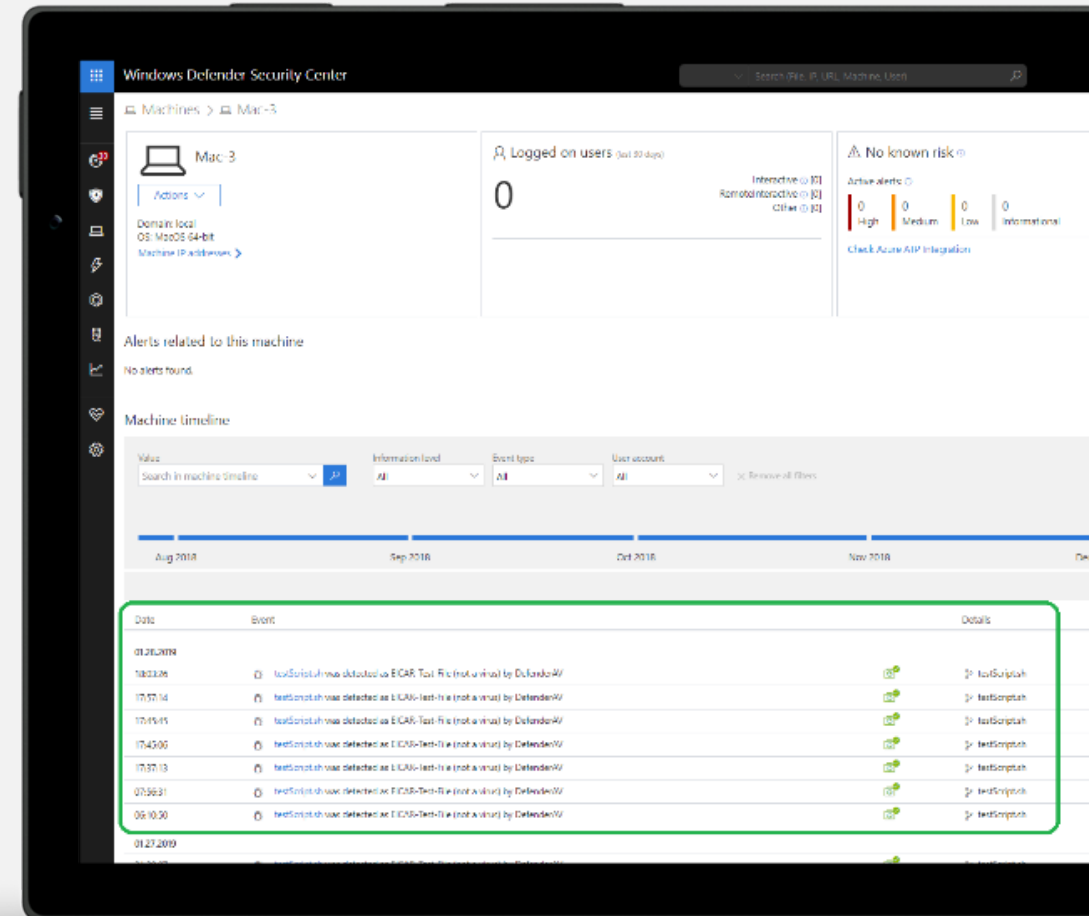 Windows Defender Security Center
Search (File, IP, URL, Machine, User)
Machines > Mac-3
33
Mac-3
Actions
Domain: local
OS: MacOS 64-bit
Machine IP addresses >
Logged on users (last 30 days)
0
Interactive [0]
RemoteInteractive [0]
Other [0]
No known risk
Active alerts:
0 0 0 0
High Medium Low Informational
Check Azure ATP Integration
Alerts related to this machine
No alerts found.
Machine timeline
Value Information level Event type User account
Search in machine timeline All All All × Remove all filters
Aug 2018 Sep 2018 Oct 2018 Nov 2018 De
Date Event Details
01.28.2019
18:03:26 testScript.sh was detected as EICAR-Test-File (not a virus) by DefenderAV testScript.sh
17:57:14 testScript.sh was detected as EICAR-Test-File (not a virus) by DefenderAV testScript.sh
17:45:45 testScript.sh was detected as EICAR-Test-File (not a virus) by DefenderAV testScript.sh
17:45:06 testScript.sh was detected as EICAR-Test-File (not a virus) by DefenderAV testScript.sh
17:37:13 testScript.sh was detected as EICAR-Test-File (not a virus) by DefenderAV testScript.sh
07:56:31 testScript.sh was detected as EICAR-Test-File (not a virus) by DefenderAV testScript.sh
06:10:50 testScript.sh was detected as EICAR-Test-File (not a virus) by DefenderAV testScript.sh
01.27.2019